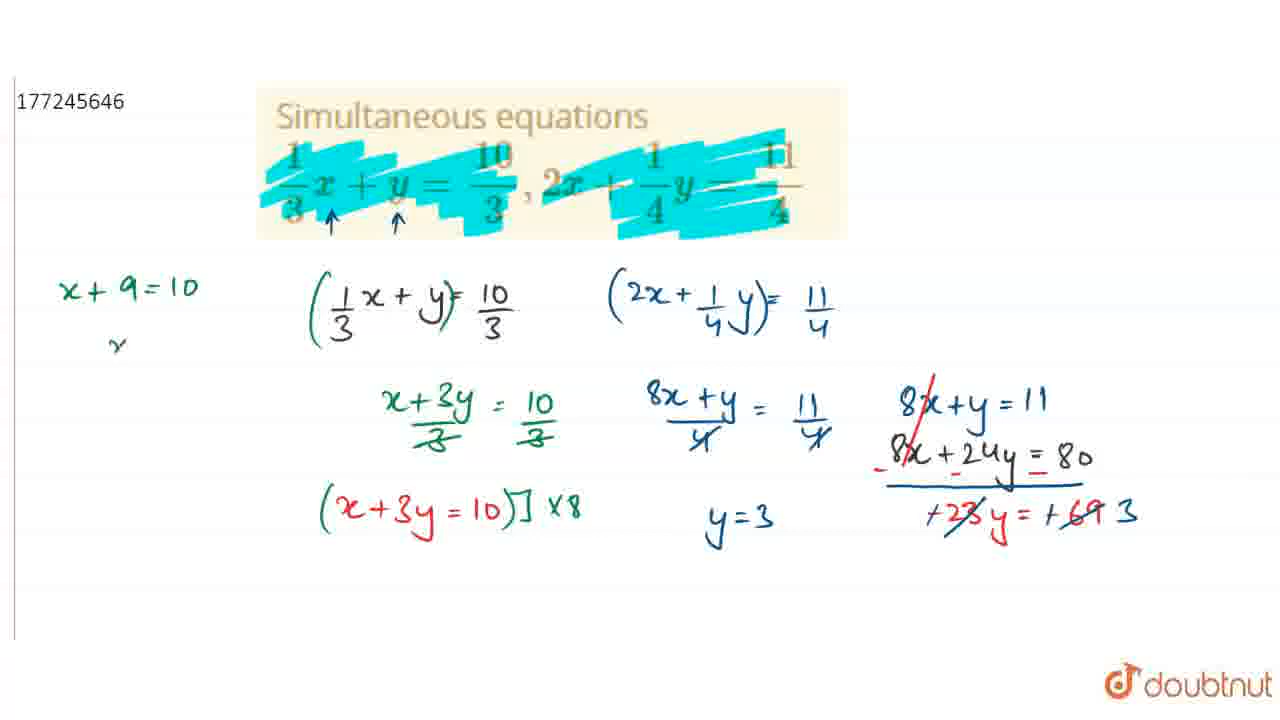 177245646
Simultaneous equations
1/3 x + y = 10/3 , 2x + 1/4 y = 11/4
x + 9 = 10
x
(1/3 x + y) = 10/3
(2x + 1/4 y) = 11/4
x + 3y / 3 = 10/3
8x + y / 4 = 11/4
8x + y = 11
8x + 24y = 80
- - -
+23y = +69 3
(x + 3y = 10)] × 8
y = 3
doubtnut